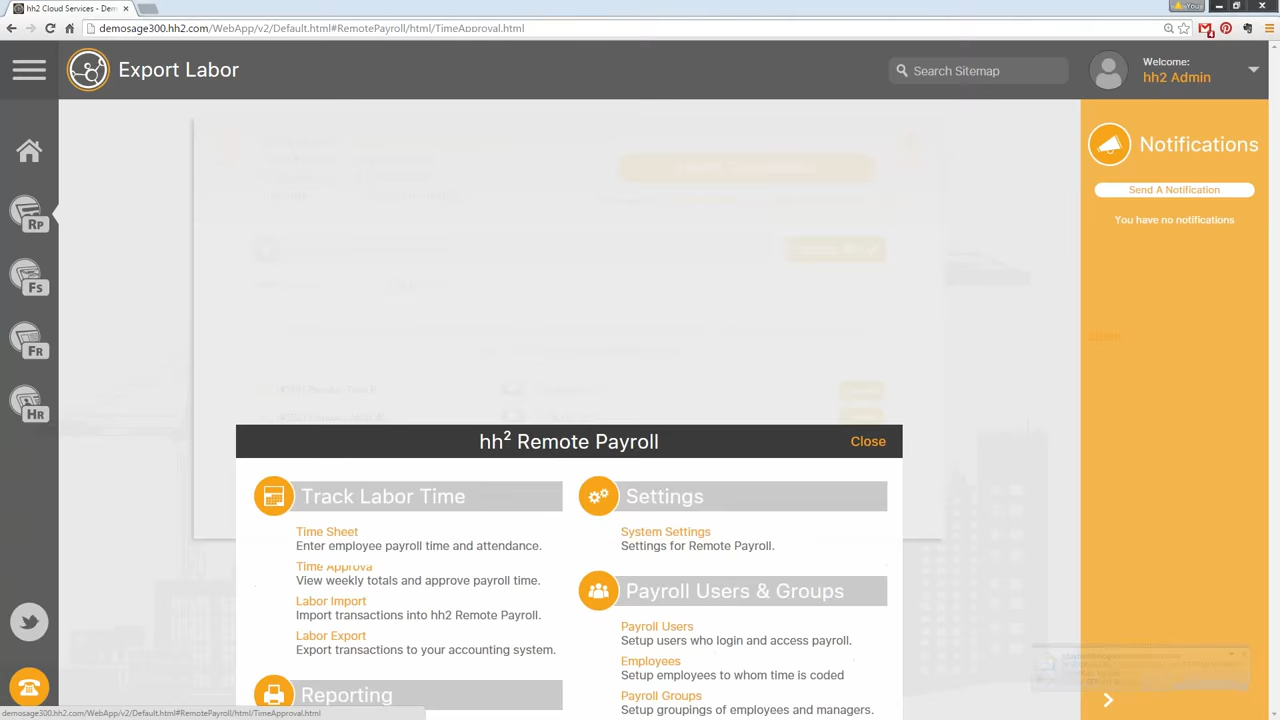 hh2 Cloud Services - Dem
demosage300.hh2.com/WebApp/v2/Default.html#RemotePayroll/html/TimeApproval.html
4
Export Labor
Search Sitemap
Welcome:
hh2 Admin
Notifications
Send A Notification
You have no notifications
Rp
Fs
Fr
Hr
hh2 Remote Payroll
Close
Track Labor Time
Time Sheet
Enter employee payroll time and attendance.
Time Approva
View weekly totals and approve payroll time.
Labor Import
Import transactions into hh2 Remote Payroll.
Labor Export
Export transactions to your accounting system.
Reporting
Settings
System Settings
Settings for Remote Payroll.
Payroll Users & Groups
Payroll Users
Setup users who login and access payroll.
Employees
Setup employees to whom time is coded
Payroll Groups
Setup groupings of employees and managers.
demosage300.hh2.com/WebApp/v2/Default.html#RemotePayroll/html/TimeApproval.html